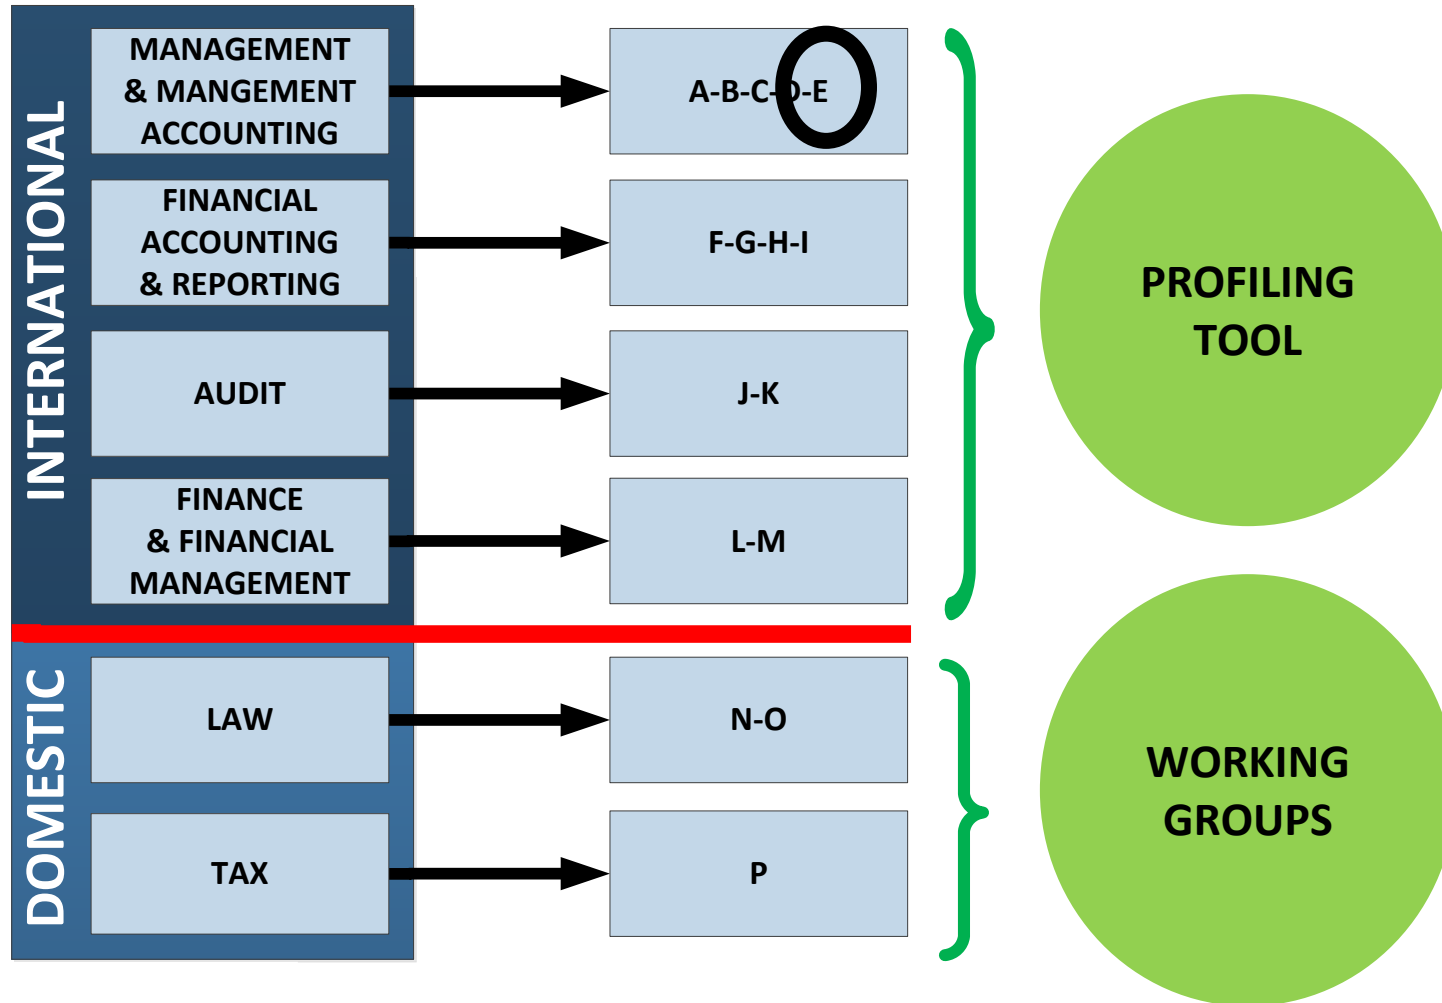 INTERNATIONAL
MANAGEMENT
& MANGEMENT
ACCOUNTING
A-B-C-D-E
FINANCIAL
ACCOUNTING
& REPORTING
F-G-H-I
AUDIT
J-K
FINANCE
& FINANCIAL
MANAGEMENT
L-M
PROFILING
TOOL
DOMESTIC
LAW
N-O
TAX
P
WORKING
GROUPS